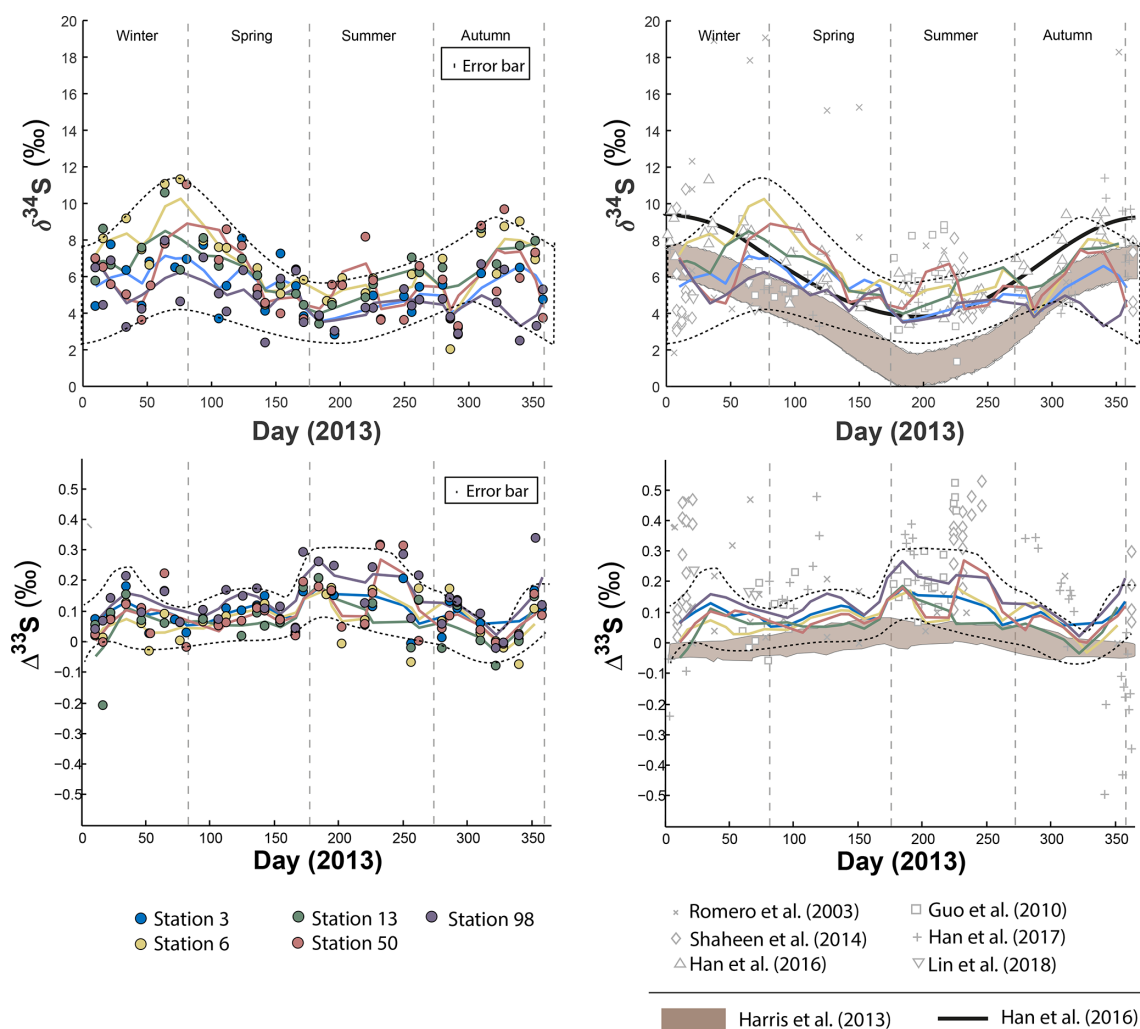 20
18
16
14
12
10
8
6
4
2
0
δ34S (‰)
Winter
Spring
Summer
Autumn
Error bar
0
50
100
150
200
250
300
350
Day (2013)
20
18
16
14
12
10
8
6
4
2
0
δ34S (‰)
Winter
Spring
Summer
Autumn
0
50
100
150
200
250
300
350
Day (2013)
0.5
0.4
0.3
0.2
0.1
0
−0.1
−0.2
−0.3
−0.4
−0.5
Δ33S (‰)
Error bar
0
50
100
150
200
250
300
350
Day (2013)
0.5
0.4
0.3
0.2
0.1
0
−0.1
−0.2
−0.3
−0.4
−0.5
Δ33S (‰)
0
50
100
150
200
250
300
350
Day (2013)
Station 3
Station 13
Station 98
Station 6
Station 50
Romero et al. (2003)
Guo et al. (2010)
Shaheen et al. (2014)
Han et al. (2017)
Han et al. (2016)
Lin et al. (2018)
Harris et al. (2013)
Han et al. (2016)